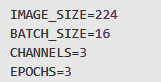 IMAGE_SIZE=224
BATCH_SIZE=16
CHANNELS=3
EPOCHS=3